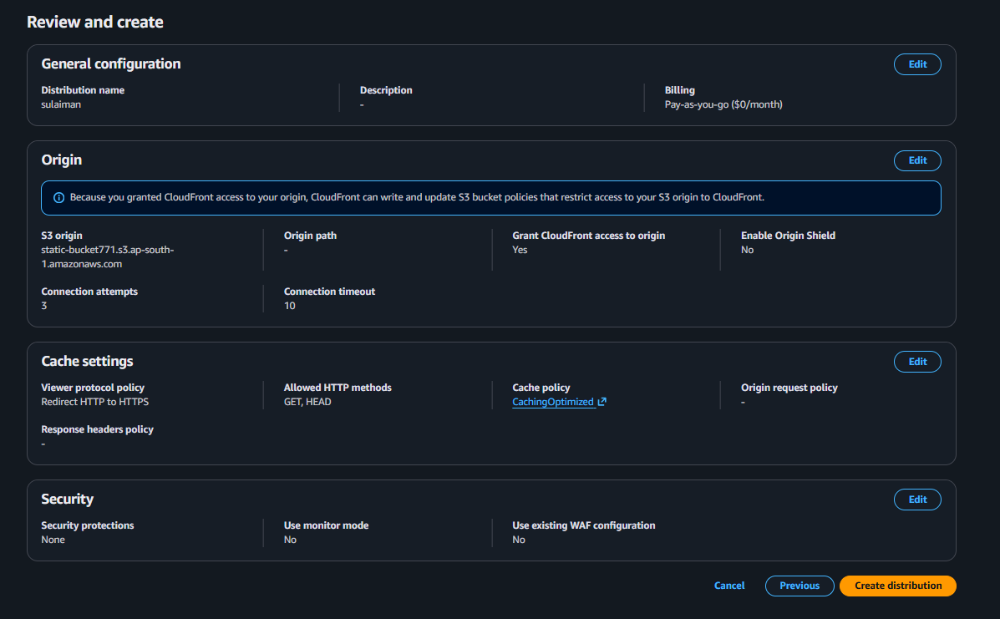 Review and create
General configuration
Edit
Distribution name
sulaiman
Description
-
Billing
Pay-as-you-go ($0/month)
Origin
Edit
Because you granted CloudFront access to your origin, CloudFront can write and update S3 bucket policies that restrict access to your S3 origin to CloudFront.
S3 origin
static-bucket771.s3.ap-south-
1.amazonaws.com
Origin path
-
Grant CloudFront access to origin
Yes
Enable Origin Shield
No
Connection attempts
3
Connection timeout
10
Cache settings
Edit
Viewer protocol policy
Redirect HTTP to HTTPS
Allowed HTTP methods
GET, HEAD
Cache policy
CachingOptimized
Origin request policy
-
Response headers policy
-
Security
Edit
Security protections
None
Use monitor mode
No
Use existing WAF configuration
No
Cancel
Previous
Create distribution